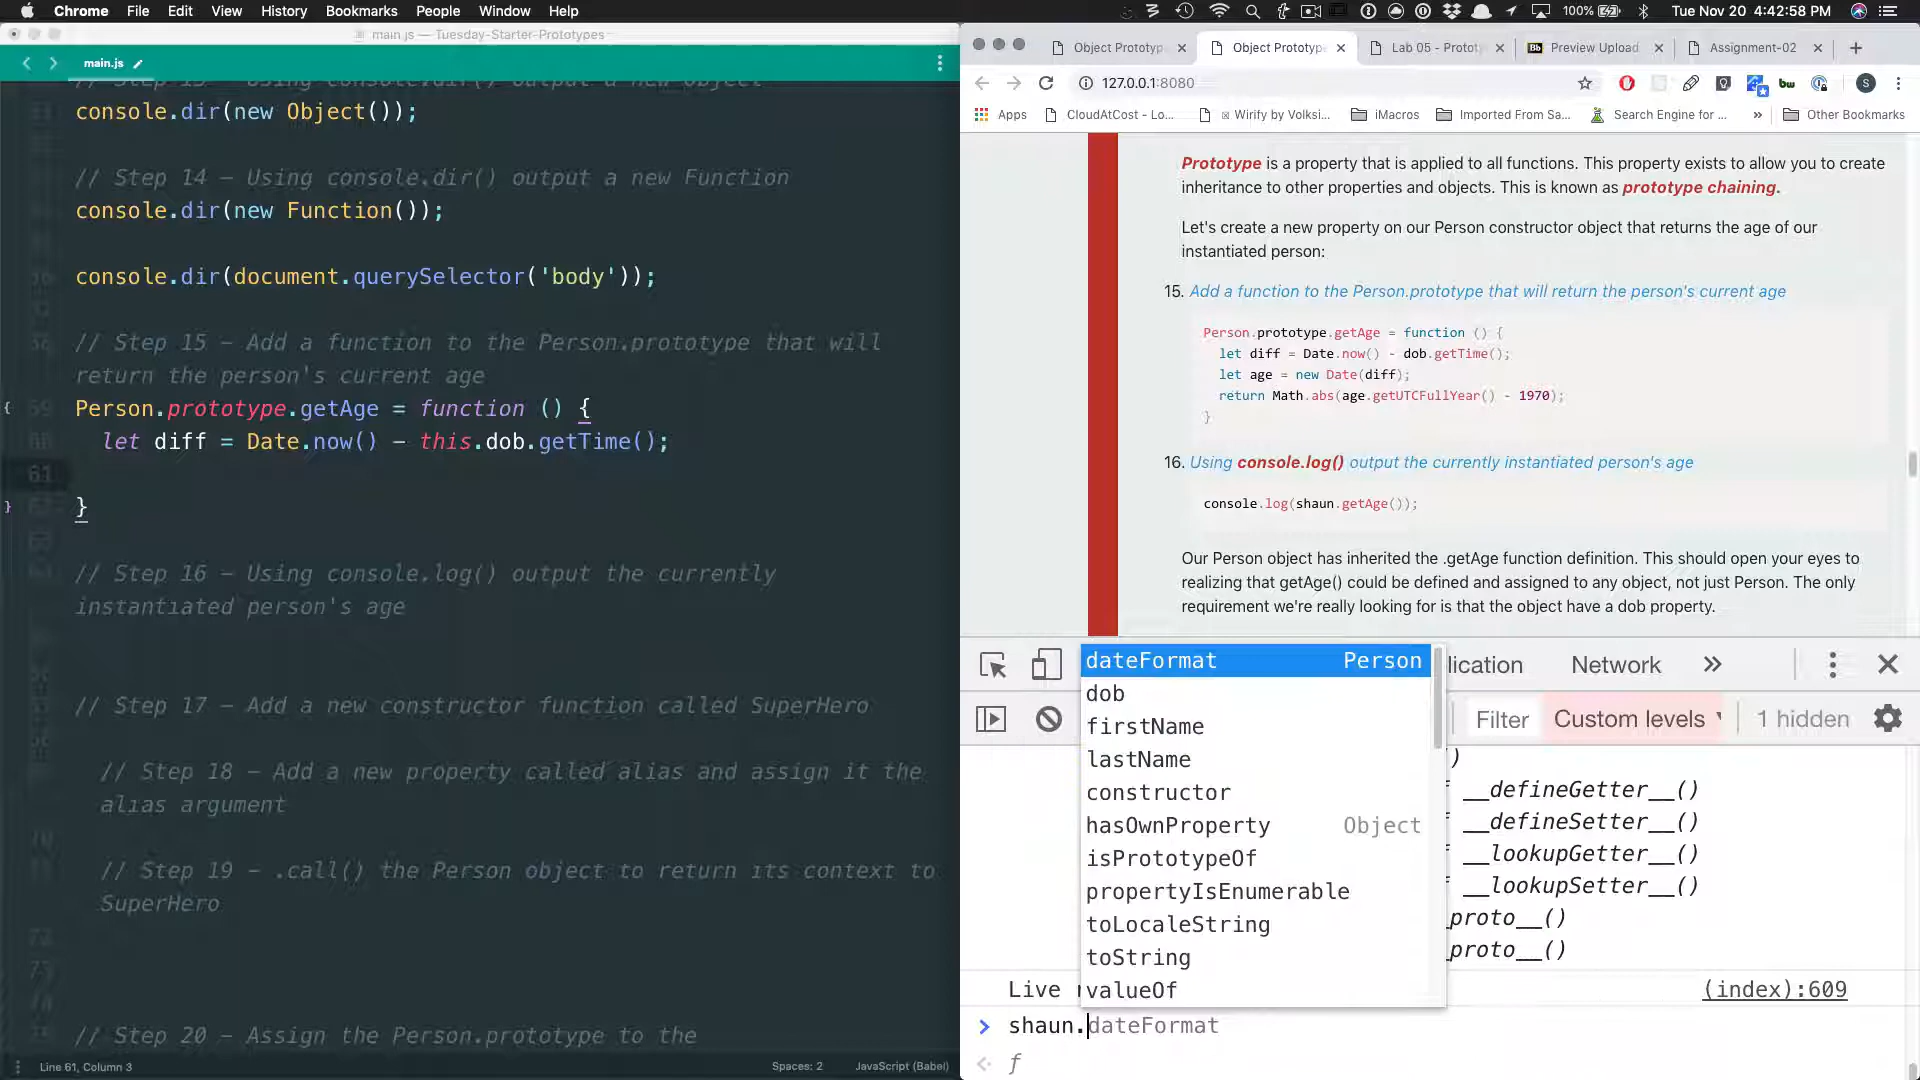 Chrome File Edit View History Bookmarks People Window Help
100% Tue Nov 20 4:42:58 PM
main.js — Tuesday-Starter-Prototypes
main.js
console.dir(new Object());
// Step 14 – Using console.dir() output a new Function
console.dir(new Function());
console.dir(document.querySelector('body'));
// Step 15 – Add a function to the Person.prototype that will
return the person's current age
Person.prototype.getAge = function () {
let diff = Date.now() – this.dob.getTime();
61
}
// Step 16 – Using console.log() output the currently
instantiated person's age
// Step 17 – Add a new constructor function called SuperHero
// Step 18 – Add a new property called alias and assign it the
alias argument
// Step 19 – .call() the Person object to return its context to
SuperHero
// Step 20 – Assign the Person.prototype to the
Line 61, Column 3 Spaces: 2 JavaScript (Babel)
Object Prototyp Object Prototype Lab 05 - Protot Bb Preview Upload Assignment-02
127.0.0.1:8080
Apps CloudAtCost - Lo... Wirify by Volksi... iMacros Imported From Sa... Search Engine for ... » Other Bookmarks
Prototype is a property that is applied to all functions. This property exists to allow you to create
inheritance to other properties and objects. This is known as prototype chaining.
Let's create a new property on our Person constructor object that returns the age of our
instantiated person:
15. Add a function to the Person.prototype that will return the person's current age
Person.prototype.getAge = function () {
let diff = Date.now() - dob.getTime();
let age = new Date(diff);
return Math.abs(age.getUTCFullYear() - 1970);
}
16. Using console.log() output the currently instantiated person's age
console.log(shaun.getAge());
Our Person object has inherited the .getAge function definition. This should open your eyes to
realizing that getAge() could be defined and assigned to any object, not just Person. The only
requirement we're really looking for is that the object have a dob property.
lication Network »
Filter Custom levels 1 hidden
dateFormat Person
dob
firstName
lastName
constructor
hasOwnProperty Object
isPrototypeOf
propertyIsEnumerable
toLocaleString
toString
valueOf
)
__defineGetter__()
__defineSetter__()
__lookupGetter__()
__lookupSetter__()
proto__()
proto__()
Live
(index):609
> shaun.dateFormat
f